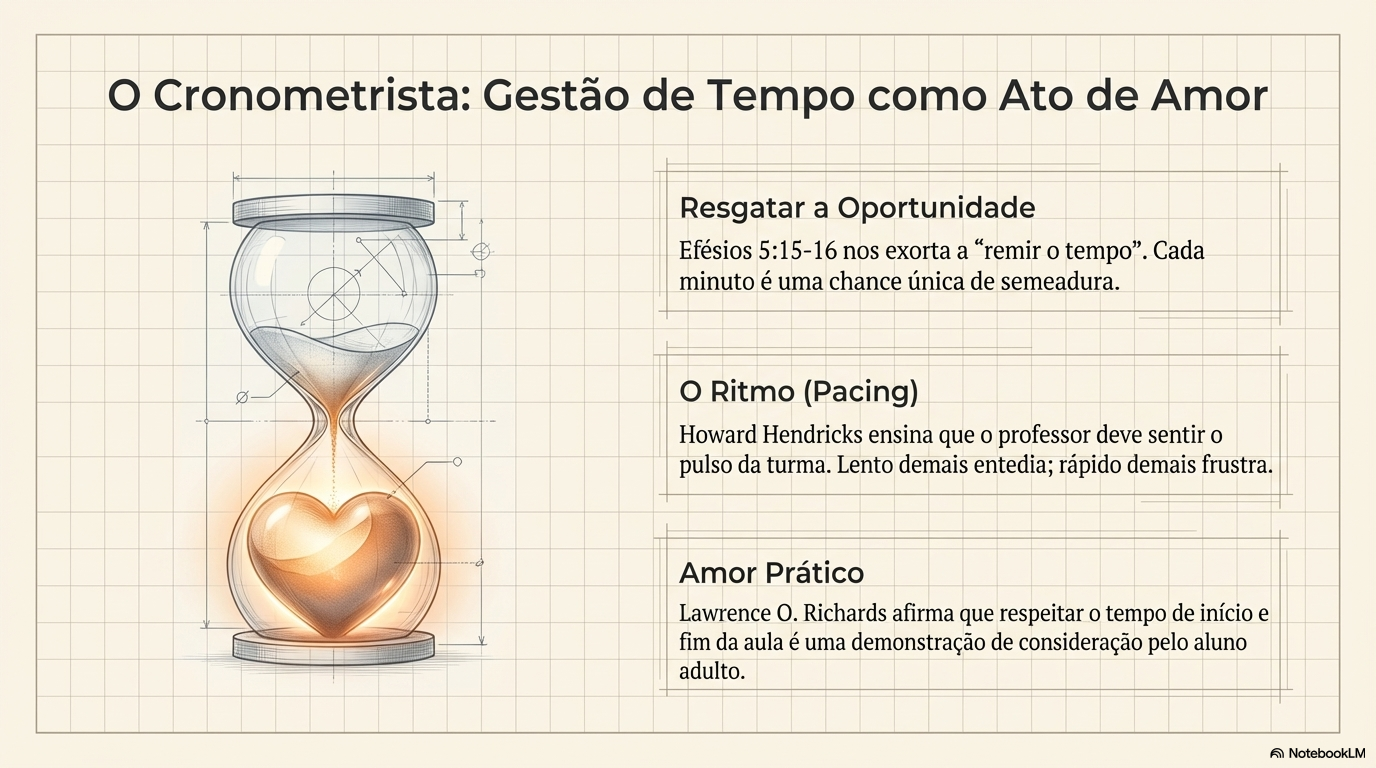 O Cronometrista: Gestão de Tempo como Ato de Amor
Resgatar a Oportunidade
Efésios 5:15-16 nos exorta a “remir o tempo”. Cada
minuto é uma chance única de semeadura.
O Ritmo (Pacing)
Howard Hendricks ensina que o professor deve sentir o
pulso da turma. Lento demais entedia; rápido demais frustra.
Amor Prático
Lawrence O. Richards afirma que respeitar o tempo de início e
fim da aula é uma demonstração de consideração pelo aluno
adulto.
NotebookLM